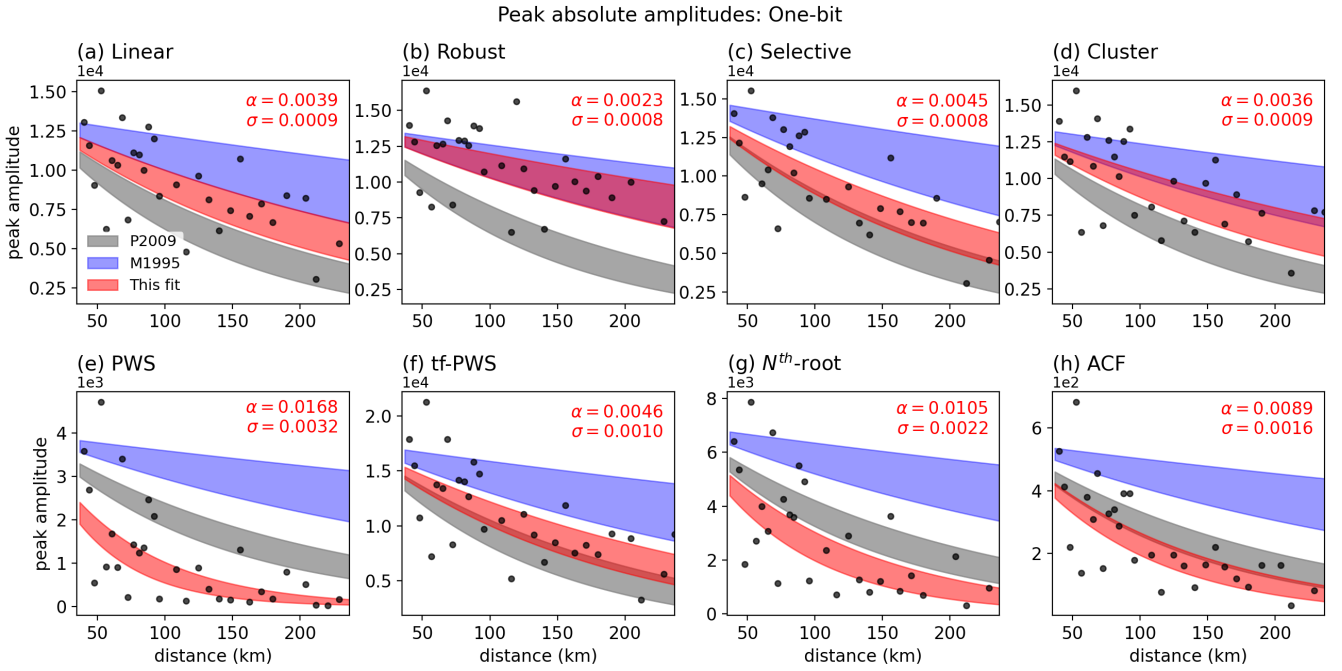 Peak absolute amplitudes: One-bit
(a) Linear
1e4
α = 0.0039
σ = 0.0009
1.50
1.25
1.00
0.75
0.50
0.25
peak amplitude
P2009
M1995
This fit
50 100 150 200
(b) Robust
1e4
α = 0.0023
σ = 0.0008
1.50
1.25
1.00
0.75
0.50
0.25
50 100 150 200
(c) Selective
1e4
α = 0.0045
σ = 0.0008
1.50
1.25
1.00
0.75
0.50
0.25
50 100 150 200
(d) Cluster
1e4
α = 0.0036
σ = 0.0009
1.50
1.25
1.00
0.75
0.50
0.25
50 100 150 200
(e) PWS
1e3
α = 0.0168
σ = 0.0032
4
3
2
1
0
peak amplitude
50 100 150 200
distance (km)
(f) tf-PWS
1e4
α = 0.0046
σ = 0.0010
2.0
1.5
1.0
0.5
50 100 150 200
distance (km)
(g) Nᵗʰ-root
1e3
α = 0.0105
σ = 0.0022
8
6
4
2
0
50 100 150 200
distance (km)
(h) ACF
1e2
α = 0.0089
σ = 0.0016
6
4
2
50 100 150 200
distance (km)